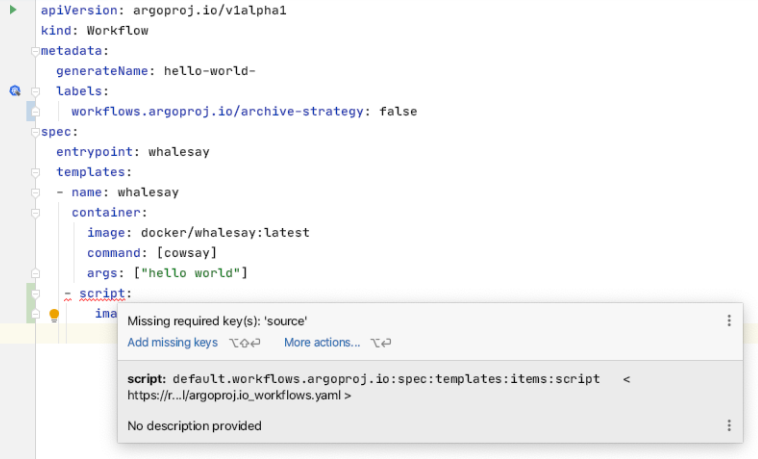 apiVersion: argoproj.io/v1alpha1
kind: Workflow
metadata:
generateName: hello-world-
labels:
workflows.argoproj.io/archive-strategy: false
spec:
entrypoint: whalesay
templates:
- name: whalesay
container:
image: docker/whalesay:latest
command: [cowsay]
args: ["hello world"]
- script:
ima
Missing required key(s): 'source'
Add missing keys ⌥⇧⏎ More actions... ⌥⏎
script: default.workflows.argoproj.io:spec:templates:items:script <
https://r...l/argoproj.io_workflows.yaml >
No description provided